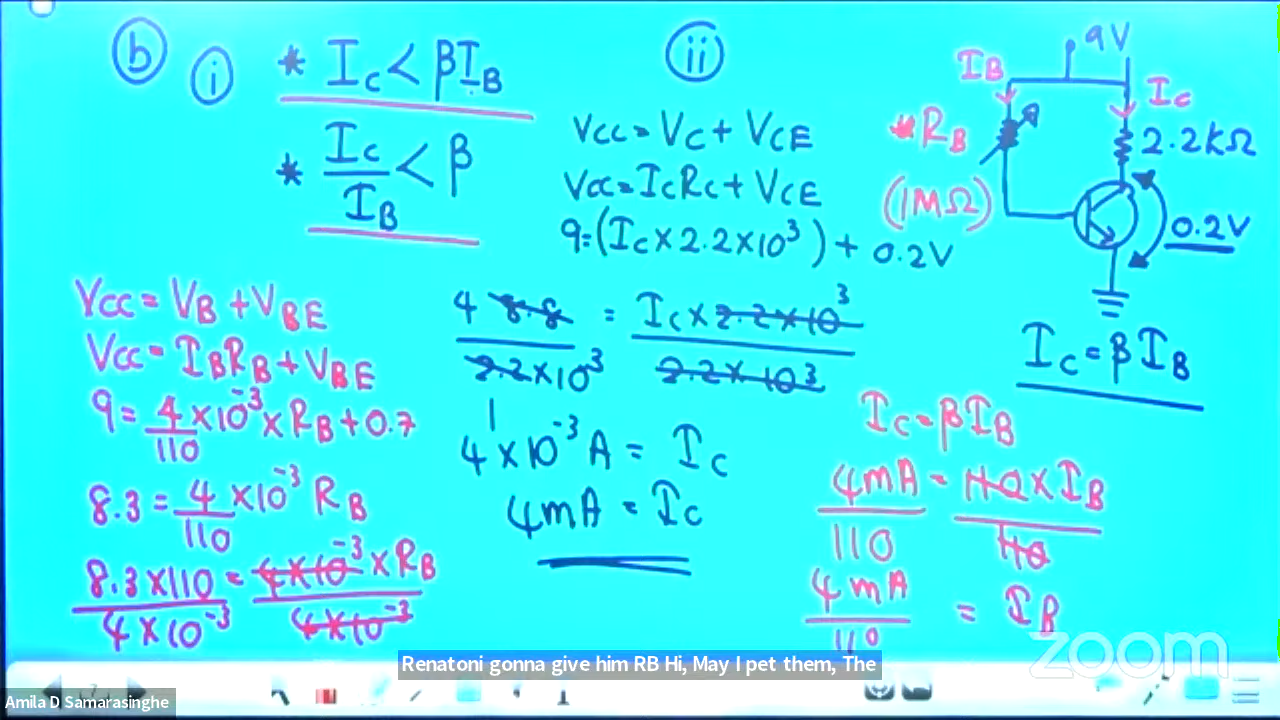 b i * Ic < βIB
* Ic/IB < β
ii
Vcc = Vc + VCE
Vcc = IcRc + VCE
9 = (Ic × 2.2 × 10³) + 0.2V
4 8.8 / 2.2 × 10³ = Ic × 2.2 × 10³ / 2.2 × 10³
4 × 10⁻³ A = Ic
4mA = Ic
9V
IB
Ic
*RB
2.2kΩ
(1MΩ)
0.2V
Ic = βIB
Vcc = VB + VBE
Vcc = IBRB + VBE
9 = 4/110 × 10⁻³ × RB + 0.7
8.3 = 4/110 × 10⁻³ RB
8.3 × 110 / 4 × 10⁻³ = 4 × 10⁻³ × RB / 4 × 10⁻³
Ic = βIB
4mA / 110 = 110 × IB / 110
4mA / 110 = IB
zoom
Renatoni gonna give him RB Hi, May I pet them, The
Amila D Samarasinghe